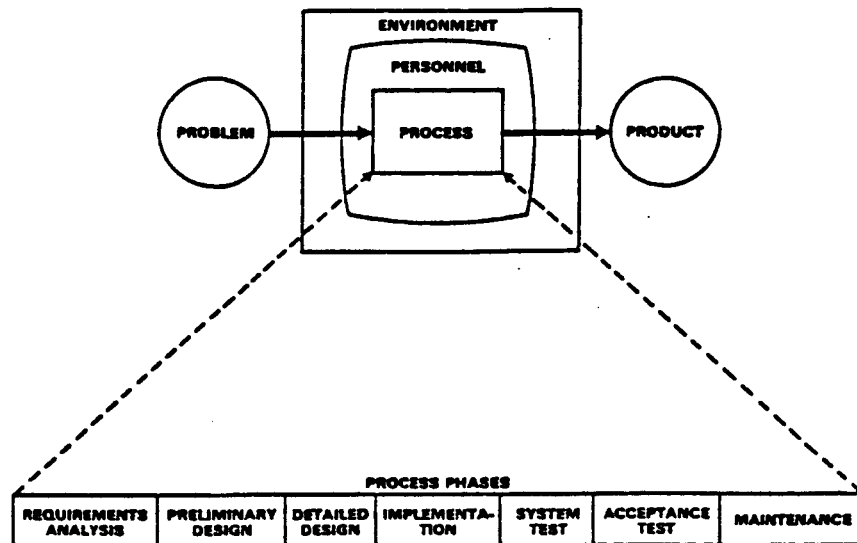 ENVIRONMENT
PERSONNEL
PROBLEM
PROCESS
PRODUCT
PROCESS PHASES
REQUIREMENTS
ANALYSIS
PRELIMINARY
DESIGN
DETAILED
DESIGN
IMPLEMENTA-
TION
SYSTEM
TEST
ACCEPTANCE
TEST
MAINTENANCE